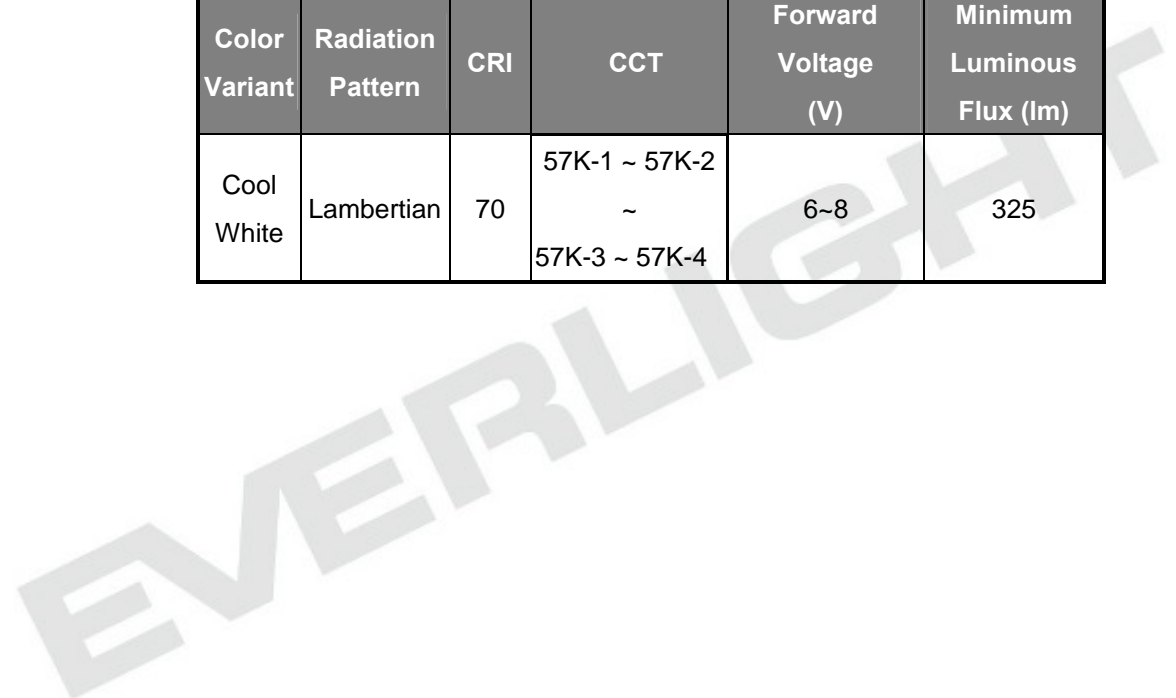 Color Variant
Radiation Pattern
CRI
CCT
Forward Voltage (V)
Minimum Luminous Flux (lm)
Cool White
Lambertian
70
57K-1 ~ 57K-2
~
57K-3 ~ 57K-4
6~8
325
EVERLIGHT